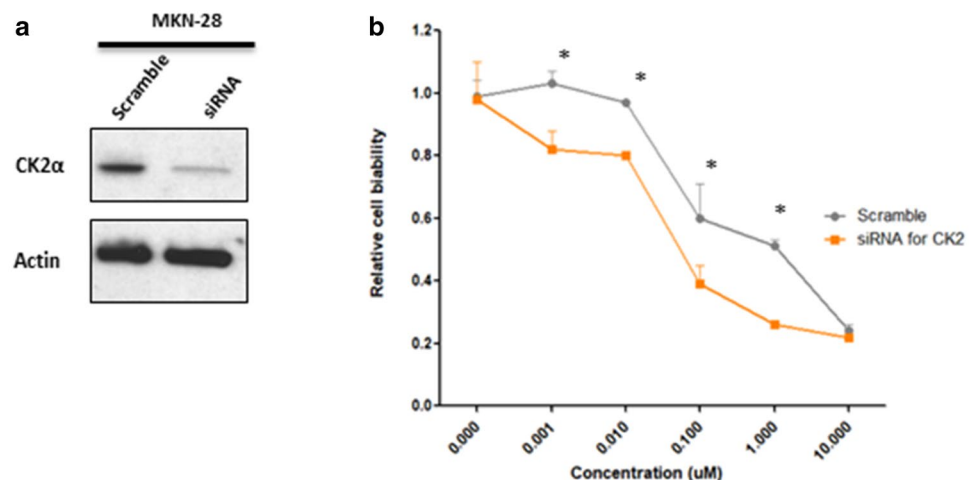 a
MKN-28
Scramble
siRNA
CK2α
Actin
b
1.2
1.0
0.8
0.6
0.4
0.2
0.0
Relative cell biability
*
*
*
*
Scramble
siRNA for CK2
0.000
0.001
0.010
0.100
1.000
10.000
Concentration (uM)